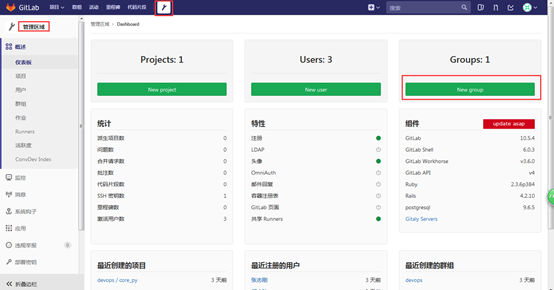 GitLab 项目 群组 活动 里程碑 代码片段 搜索
管理区域
管理区域 > Dashboard
概述
仪表板
项目
用户
群组
作业
Runners
活跃度
ConvDev Index
监控
消息
系统钩子
应用
滥用举报 0
部署密钥
折叠边栏
Projects: 1
New project
Users: 3
New user
Groups: 1
New group
统计
派生项目数 0
问题数 0
合并请求数 0
批注数 0
代码片段数 0
SSH 密钥数 1
里程碑数 0
激活用户数 3
特性
注册
LDAP
头像
OmniAuth
邮件回复
容器注册表
GitLab 页面
共享 Runners
组件 update asap
GitLab 10.5.4
GitLab Shell 6.0.3
GitLab Workhorse v3.6.0
GitLab API v4
Ruby 2.3.6p384
Rails 4.2.10
postgresql 9.6.5
Gitaly Servers
最近创建的项目
devops / core_py 3 天前
最近注册的用户
张志刚 3 天前
最近创建的群组
devops 3 天前